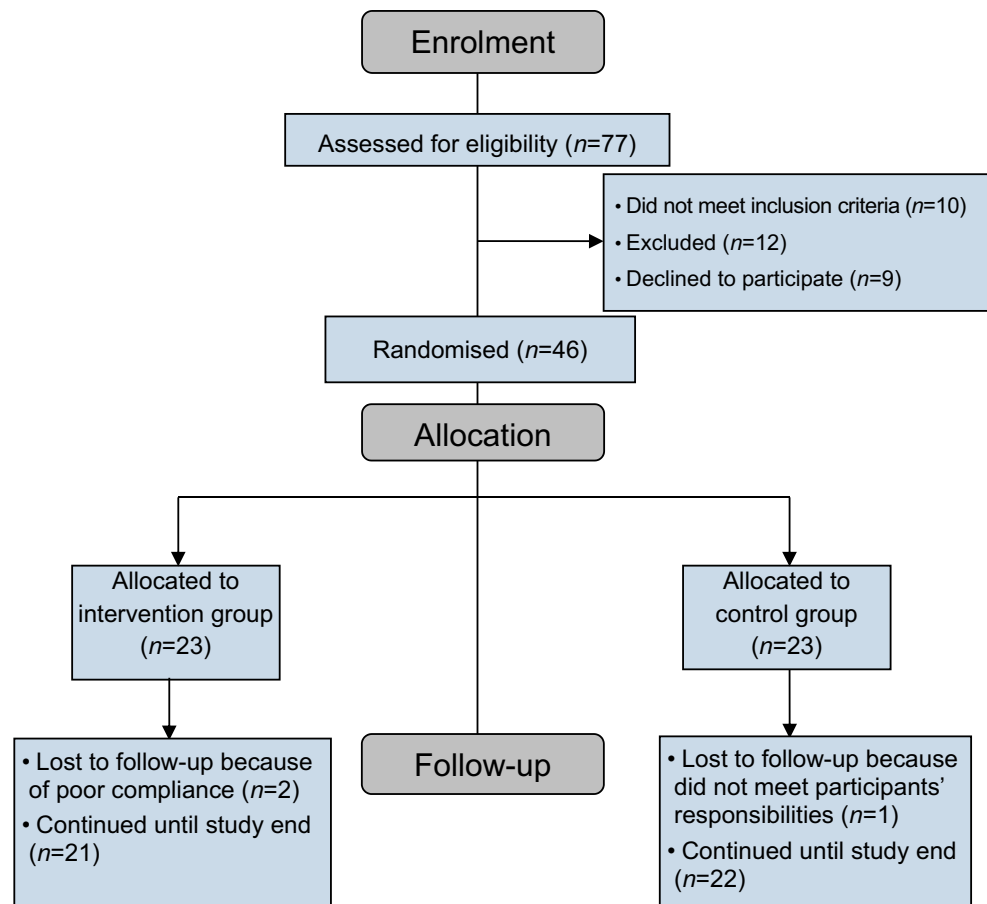 Enrolment
Assessed for eligibility (n=77)
• Did not meet inclusion criteria (n=10)
• Excluded (n=12)
• Declined to participate (n=9)
Randomised (n=46)
Allocation
Allocated to
intervention group
(n=23)
Allocated to
control group
(n=23)
• Lost to follow-up because
of poor compliance (n=2)
• Continued until study end
(n=21)
Follow-up
• Lost to follow-up because
did not meet participants’
responsibilities (n=1)
• Continued until study end
(n=22)